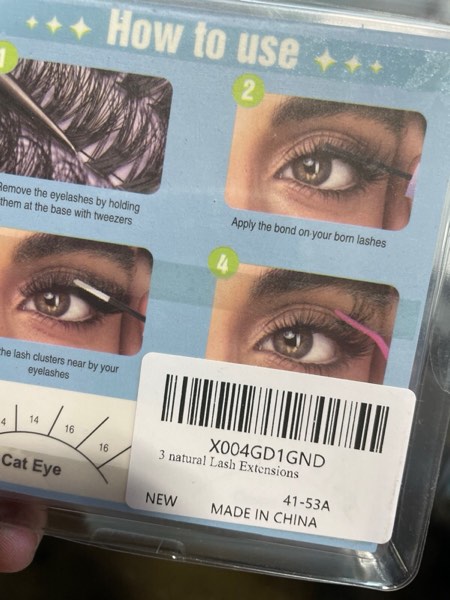 How to use
1
2
Remove the eyelashes by holding
them at the base with tweezers
Apply the bond on your born lashes
4
the lash clusters near by your
eyelashes
4 14 16 16
Cat Eye
X004GD1GND
3 natural Lash Extensions
NEW 41-53A
MADE IN CHINA